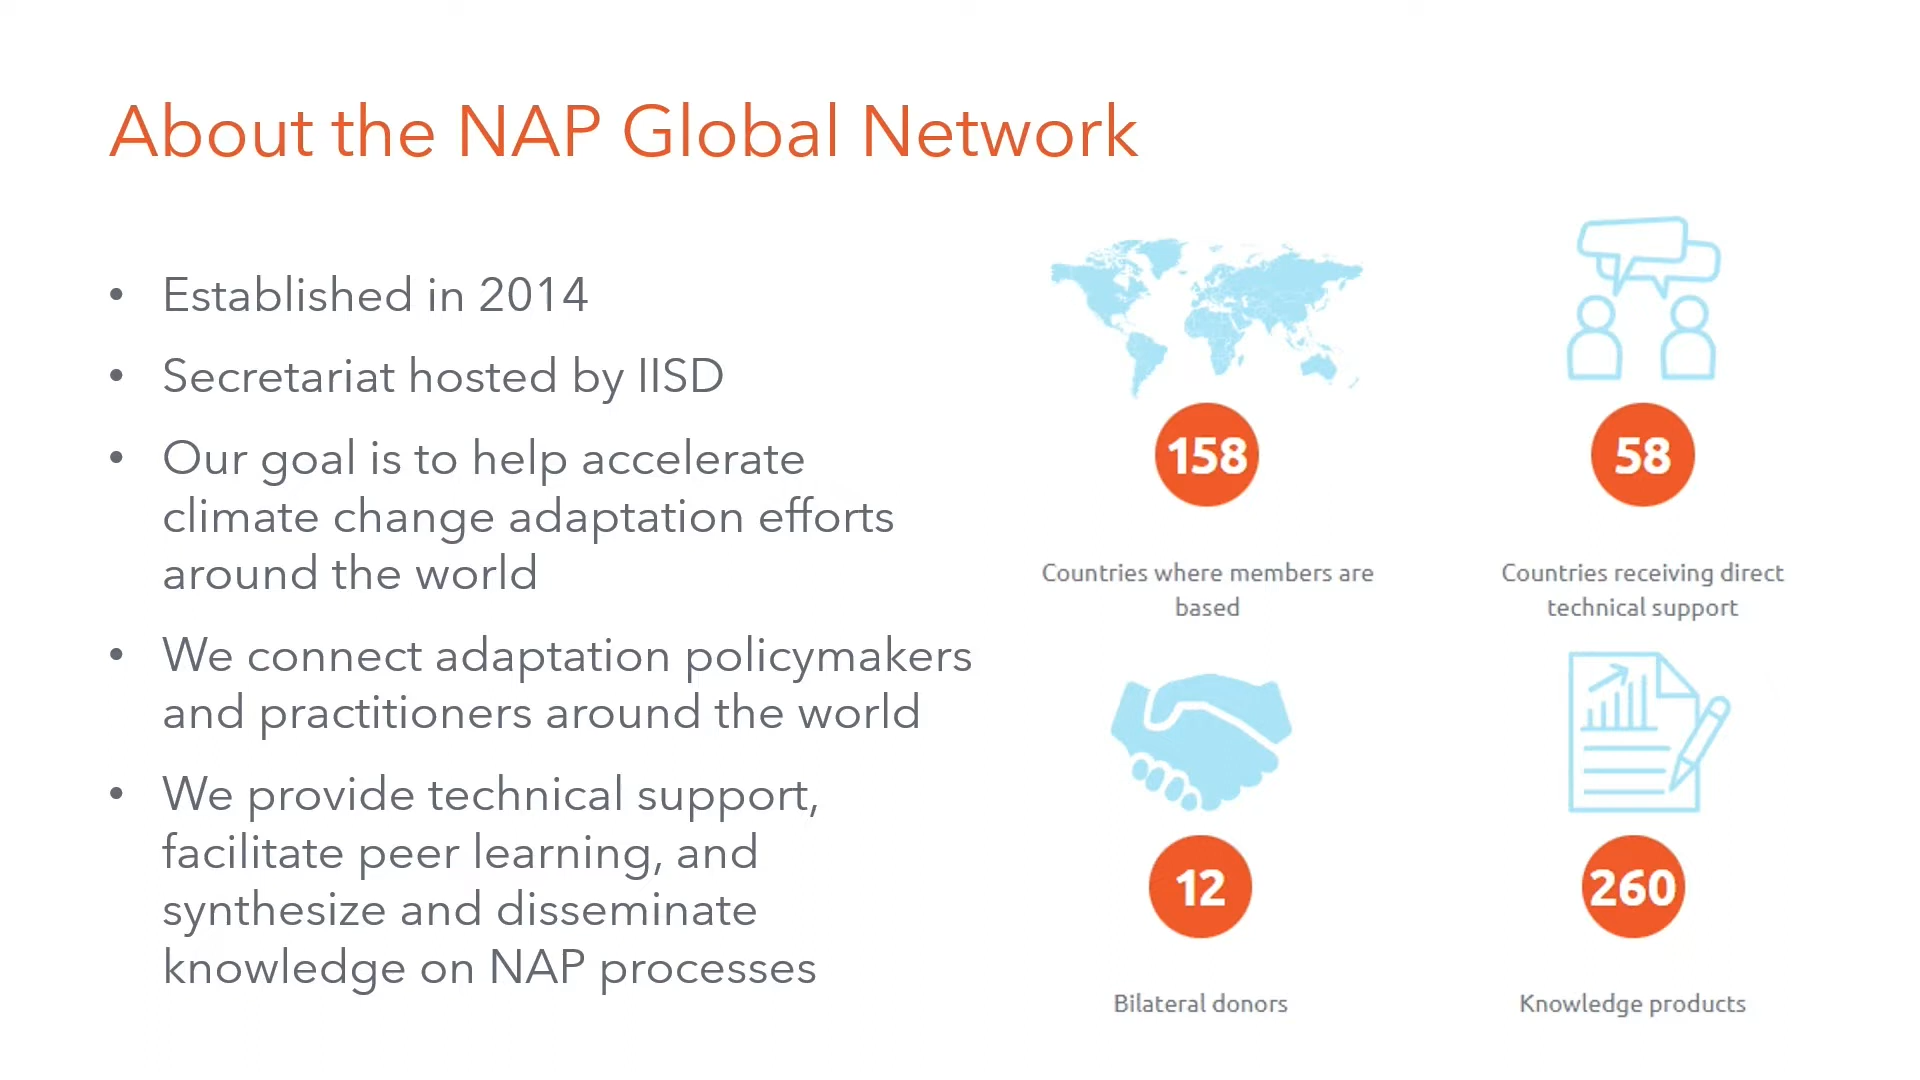 About the NAP Global Network
• Established in 2014
• Secretariat hosted by IISD
• Our goal is to help accelerate
climate change adaptation efforts
around the world
• We connect adaptation policymakers
and practitioners around the world
• We provide technical support,
facilitate peer learning, and
synthesize and disseminate
knowledge on NAP processes
158
Countries where members are
based
58
Countries receiving direct
technical support
12
Bilateral donors
260
Knowledge products